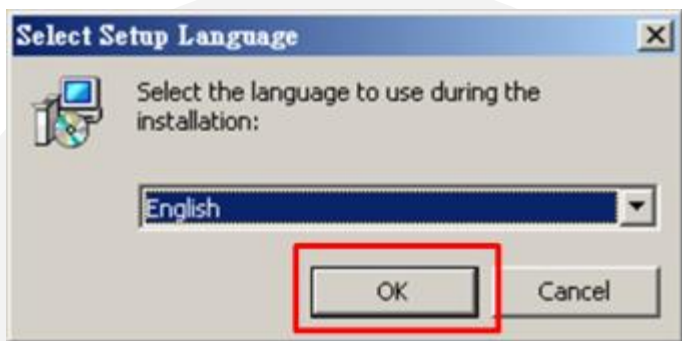 Select Setup Language
Select the language to use during the
installation:
English
OK
Cancel